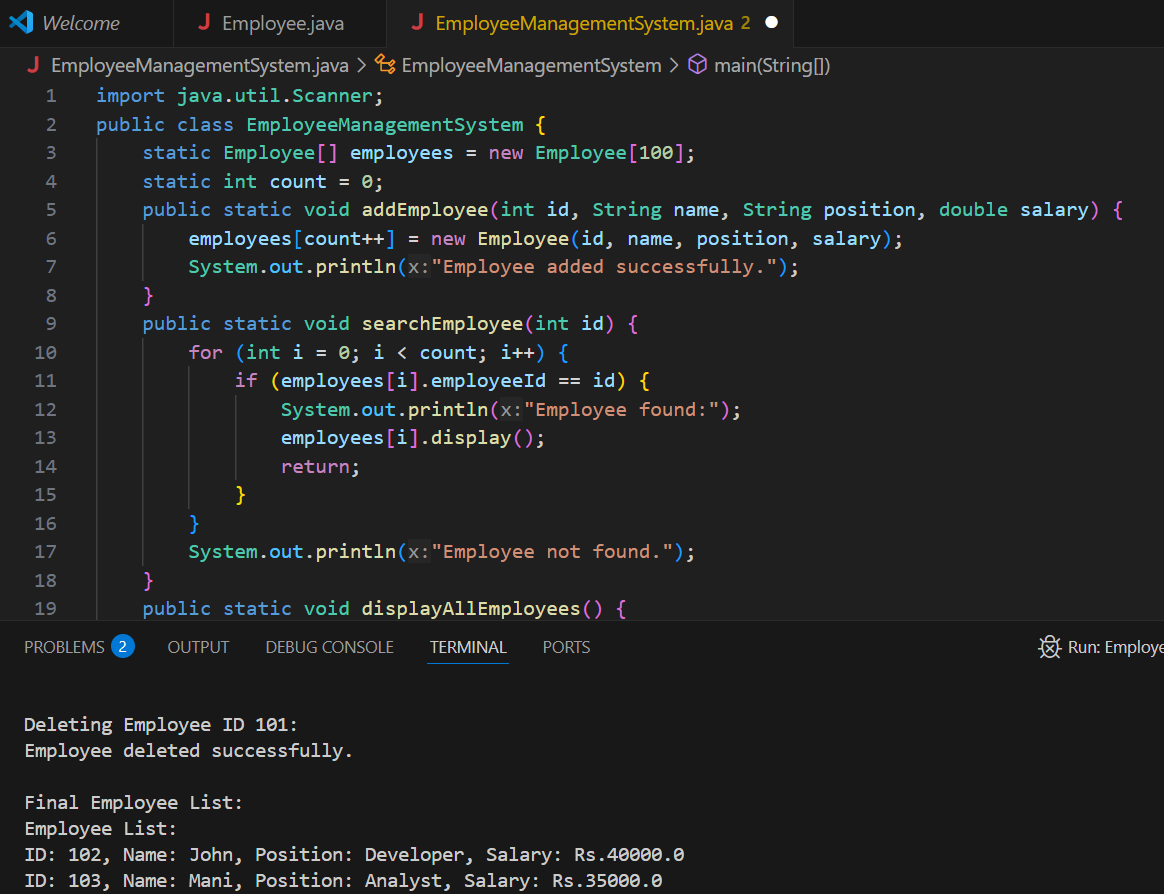 Welcome Employee.java EmployeeManagementSystem.java 2
EmployeeManagementSystem.java > EmployeeManagementSystem > main(String[])
1 import java.util.Scanner;
2 public class EmployeeManagementSystem {
3 static Employee[] employees = new Employee[100];
4 static int count = 0;
5 public static void addEmployee(int id, String name, String position, double salary) {
6 employees[count++] = new Employee(id, name, position, salary);
7 System.out.println(x:"Employee added successfully.");
8 }
9 public static void searchEmployee(int id) {
10 for (int i = 0; i < count; i++) {
11 if (employees[i].employeeId == id) {
12 System.out.println(x:"Employee found:");
13 employees[i].display();
14 return;
15 }
16 }
17 System.out.println(x:"Employee not found.");
18 }
19 public static void displayAllEmployees() {
PROBLEMS 2 OUTPUT DEBUG CONSOLE TERMINAL PORTS Run: Employe
Deleting Employee ID 101:
Employee deleted successfully.
Final Employee List:
Employee List:
ID: 102, Name: John, Position: Developer, Salary: Rs.40000.0
ID: 103, Name: Mani, Position: Analyst, Salary: Rs.35000.0